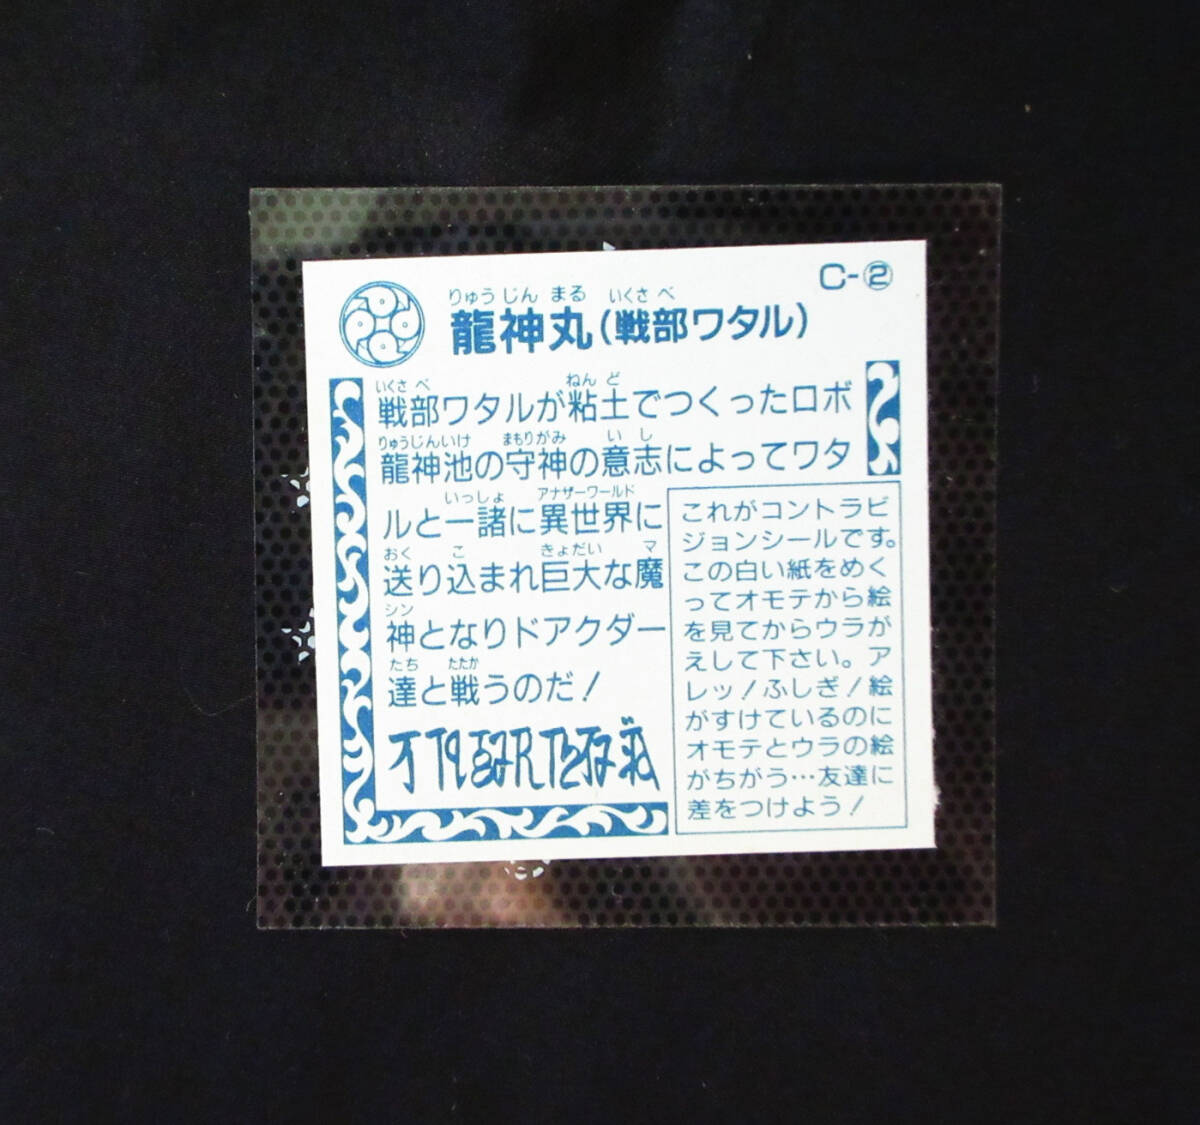 C-②
りゅう じん まる いくさ べ
龍神丸(戦部ワタル)
いくさ べ ねん ど
戦部ワタルが粘土でつくったロボ
りゅうじんいけ まもりがみ い し
龍神池の守神の意志によってワタ
いっしょ アナザーワールド
ルと一諸に異世界に
おく こ きょだい マ
送り込まれ巨大な魔
シン
神となりドアクダー
たち たたか
達と戦うのだ!
これがコントラビ
ジョンシールです。
この白い紙をめく
ってオモテから絵
を見てからウラが
えして下さい。ア
レッ!ふしぎ!絵
がすけているのに
オモテとウラの絵
がちがう…友達に
差をつけよう!